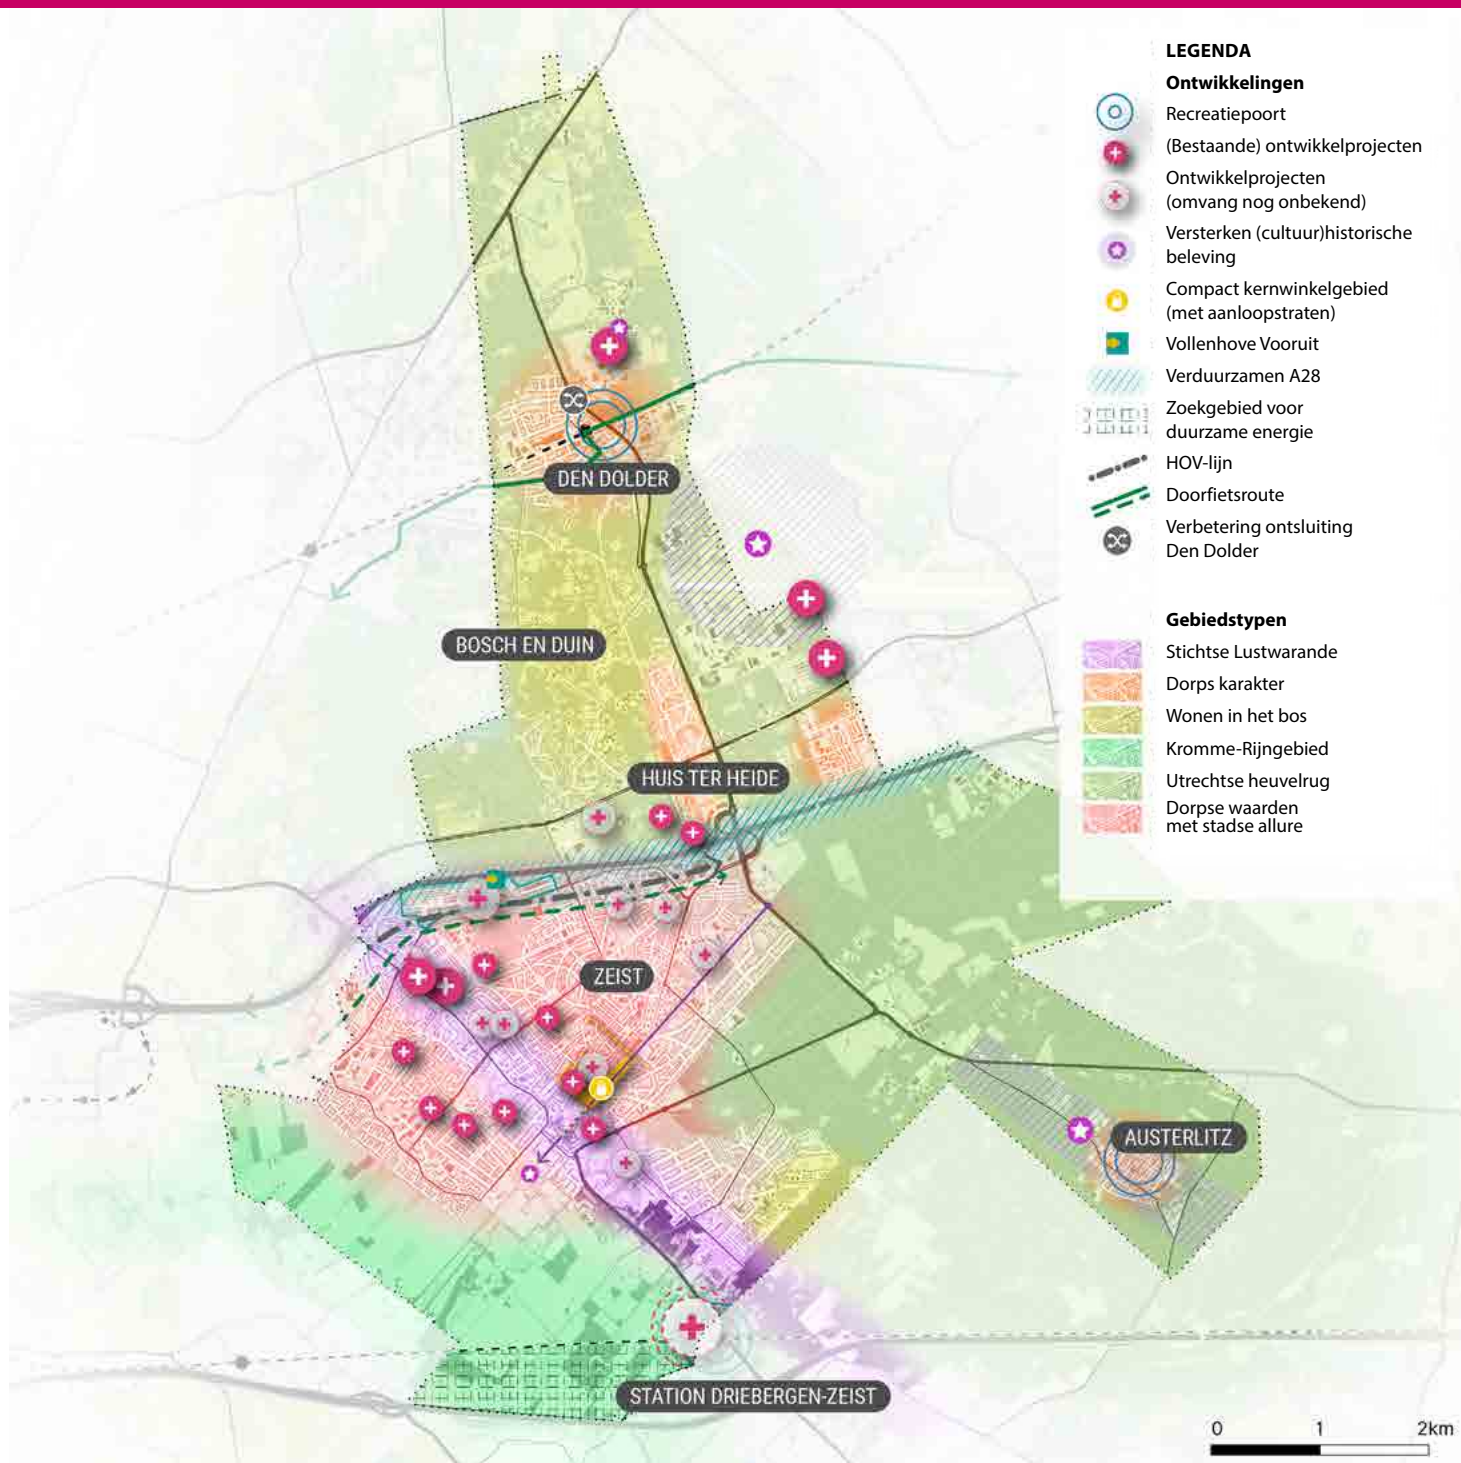 LEGENDA
Ontwikkelingen
Recreatiepoort
(Bestaande) ontwikkelprojecten
Ontwikkelprojecten
(omvang nog onbekend)
Versterken (cultuur)historische
beleving
Compact kernwinkelgebied
(met aanloopstraten)
Vollenhove Vooruit
Verduurzamen A28
Zoekgebied voor
duurzame energie
HOV-lijn
Doorfietsroute
Verbetering ontsluiting
Den Dolder
Gebiedstypen
Stichtse Lustwarande
Dorps karakter
Wonen in het bos
Kromme-Rijngebied
Utrechtse heuvelrug
Dorpse waarden
met stadse allure
DEN DOLDER
BOSCH EN DUIN
HUIS TER HEIDE
ZEIST
AUSTERLITZ
STATION DRIEBERGEN-ZEIST
0 1 2km